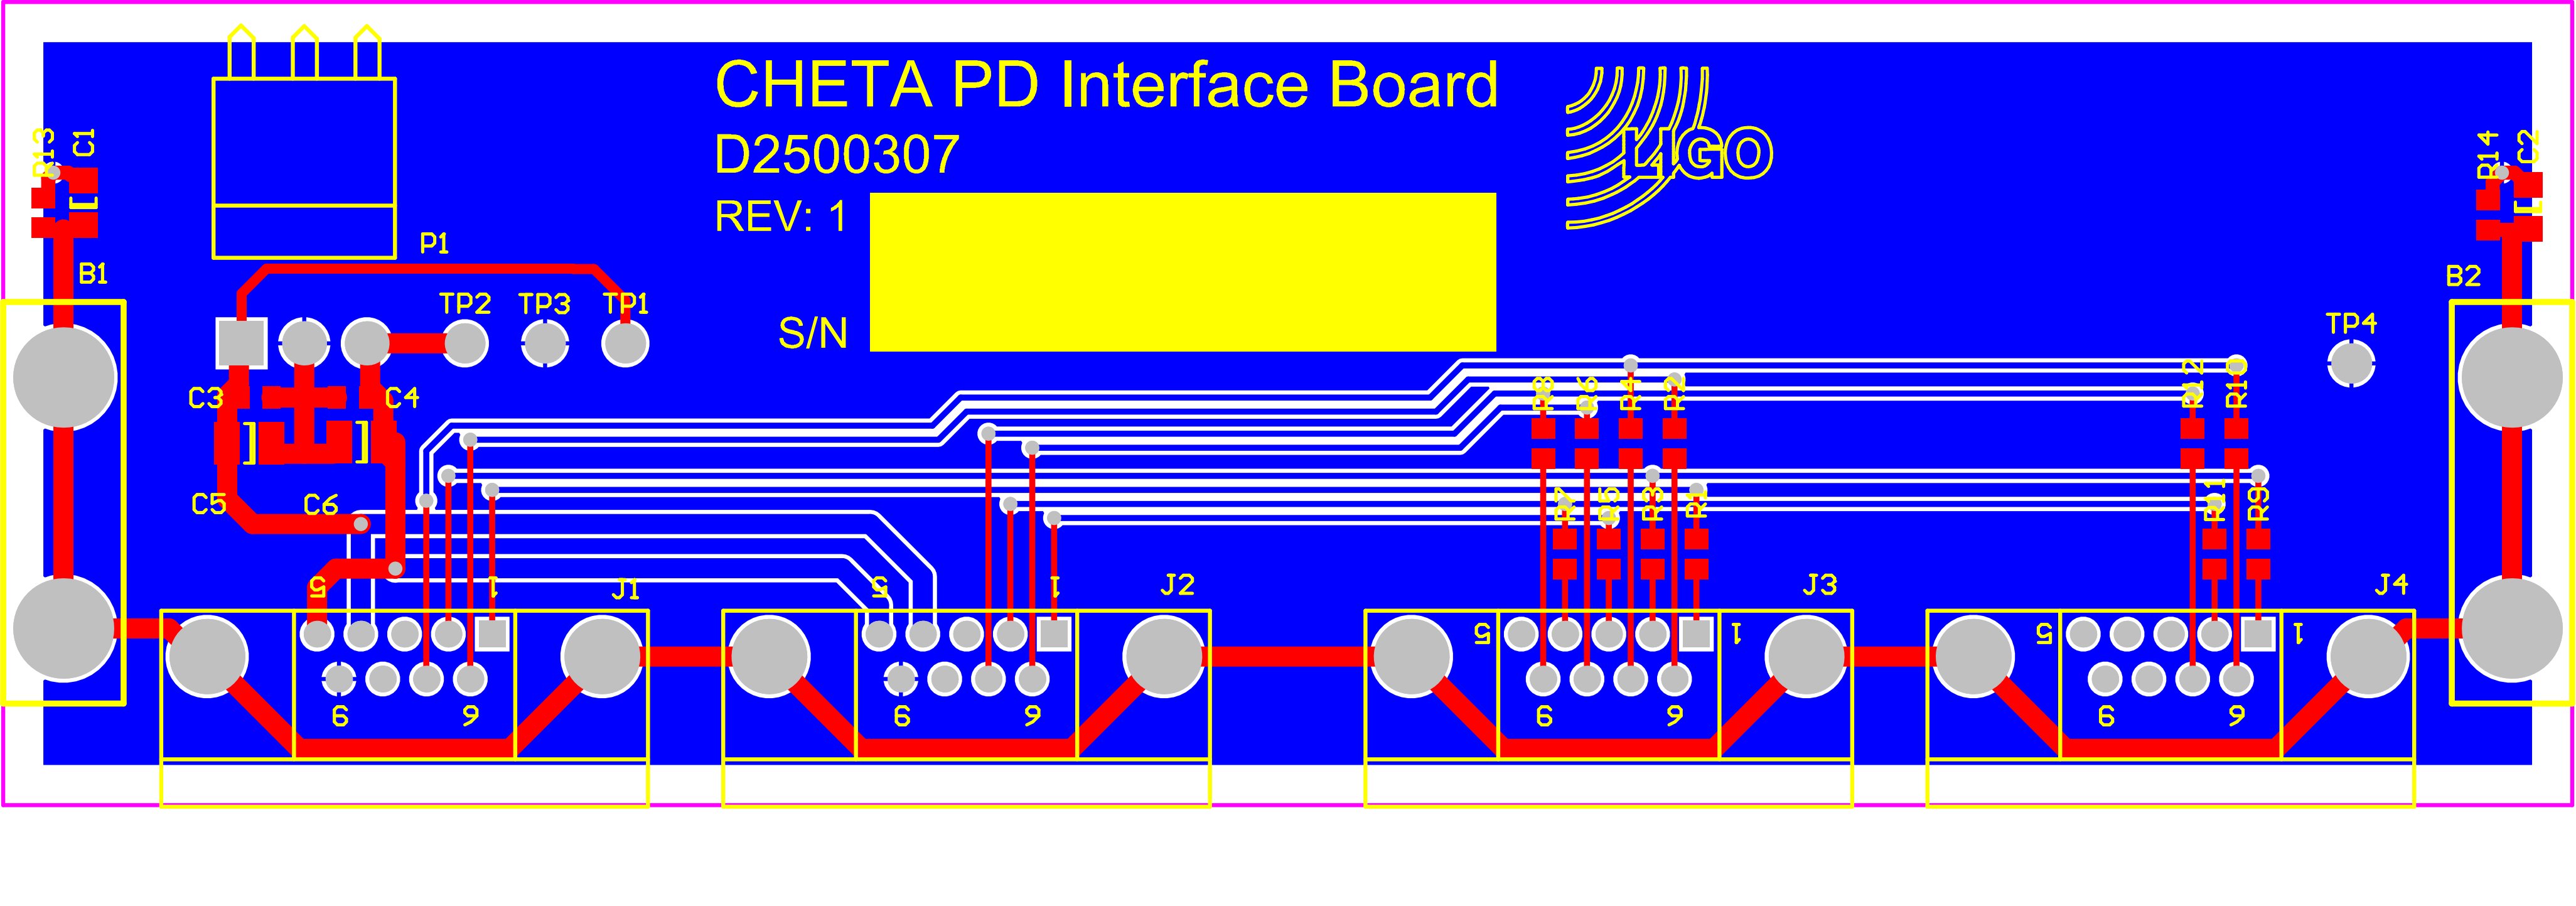 CHETA PD Interface Board
D2500307
LIGO
REV: 1
S/N
R13
C1
R14
C2
P1
B1
B2
TP2
TP3
TP1
TP4
C3
C4
R8
R6
R4
R2
R12
R10
C5
C6
R7
R5
R3
R1
R11
R9
5
1
J1
5
1
J2
5
1
J3
5
1
J4
9
6
9
6
9
6
9
6